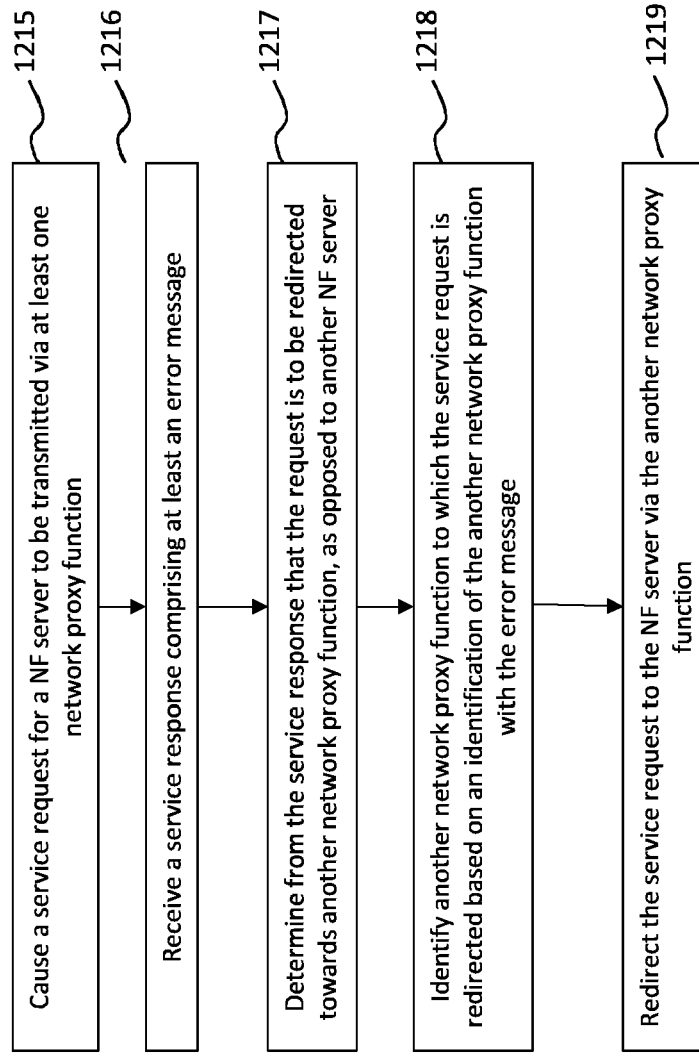 Cause a service request for a NF server to be transmitted via at least one
network proxy function
1215
1216
Receive a service response comprising at least an error message
Determine from the service response that the request is to be redirected
towards another network proxy function, as opposed to another NF server
1217
Identify another network proxy function to which the service request is
redirected based on an identification of the another network proxy function
with the error message
1218
Redirect the service request to the NF server via the another network proxy
function
1219